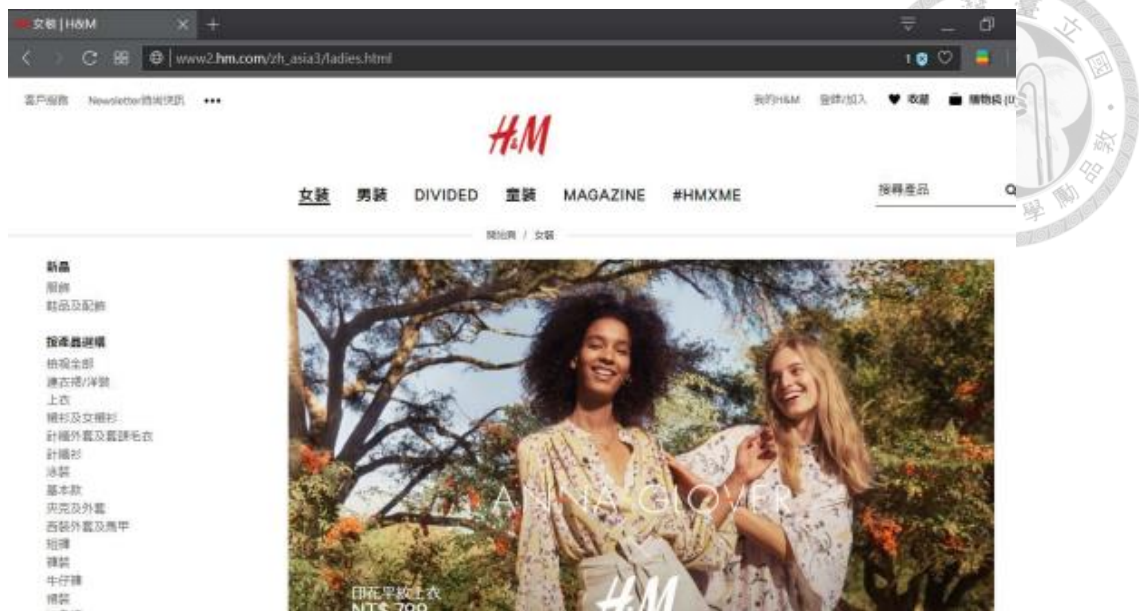 女裝 | H&M
www2.hm.com/zh_asia3/ladies.html
1
客戶服務 Newsletter時尚快訊 •••
我的H&M 登錄/加入 收藏 購物袋 (0
H&M
女裝 男裝 DIVIDED 童裝 MAGAZINE #HMXME
搜尋產品
開始頁 / 女裝
新品
服飾
鞋品及配飾
按產品選購
檢視全部
連衣裙/洋裝
上衣
襯衫及女襯衫
針織外套及套頭毛衣
針織衫
泳裝
基本款
夾克及外套
西裝外套及馬甲
短褲
褲裝
牛仔褲
裙裝
ANNA GLOVER
H&M
印花平紋上衣
NT$ 799